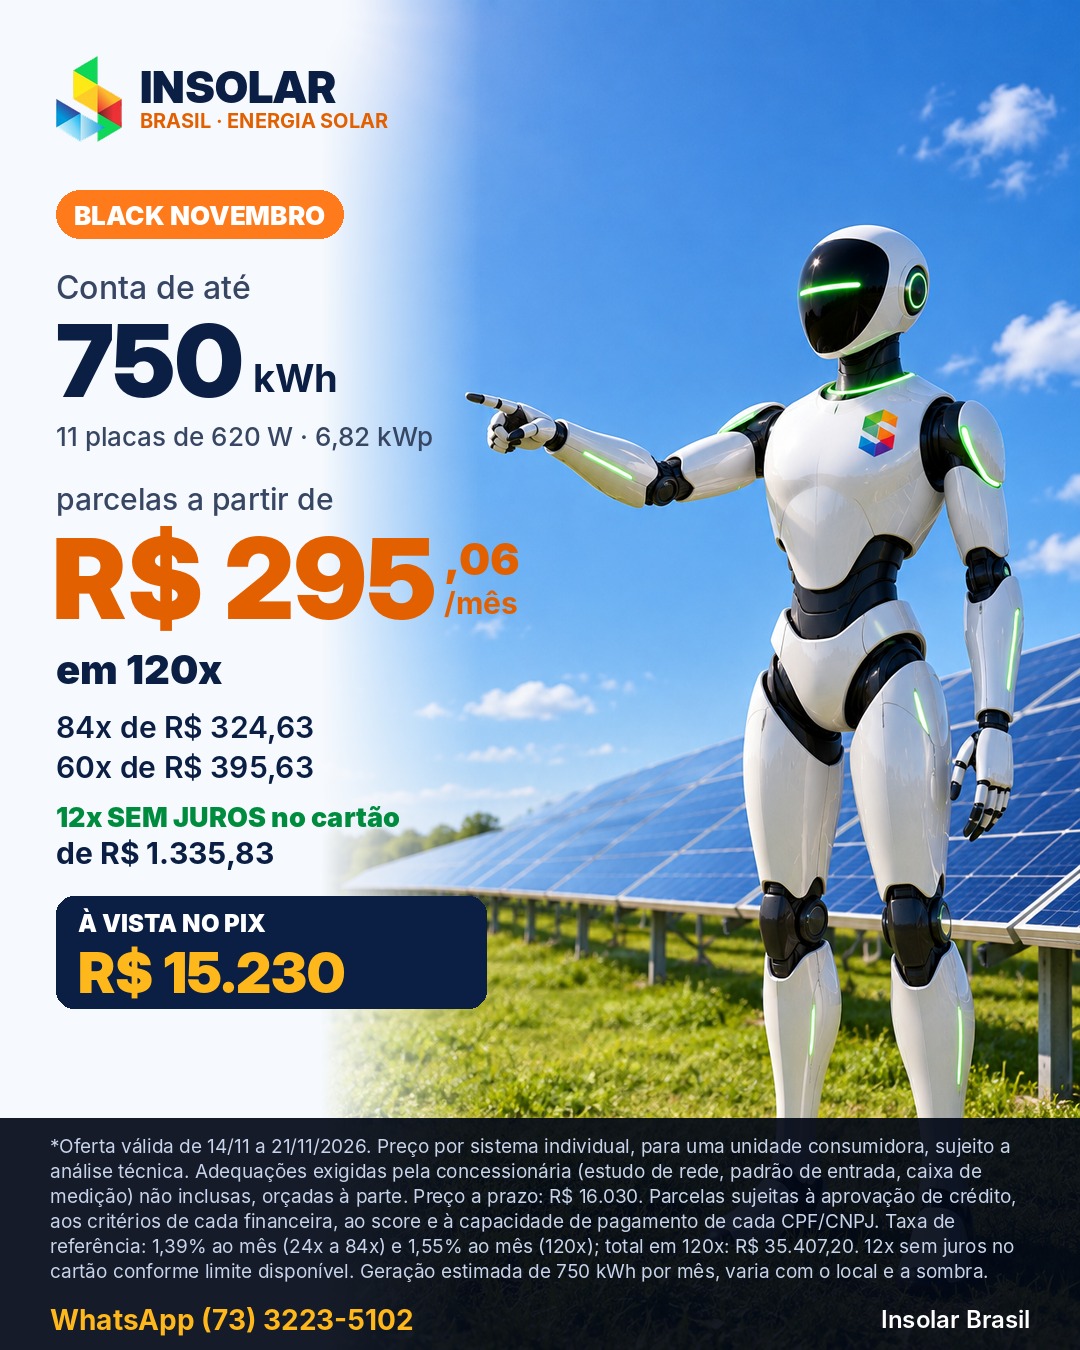 INSOLAR
BRASIL · ENERGIA SOLAR
BLACK NOVEMBRO
Conta de até
750 kWh
11 placas de 620 W · 6,82 kWp
parcelas a partir de
R$ 295,06
/mês
em 120x
84x de R$ 324,63
60x de R$ 395,63
12x SEM JUROS no cartão
de R$ 1.335,83
À VISTA NO PIX
R$ 15.230
*Oferta válida de 14/11 a 21/11/2026. Preço por sistema individual, para uma unidade consumidora, sujeito a
análise técnica. Adequações exigidas pela concessionária (estudo de rede, padrão de entrada, caixa de
medição) não inclusas, orçadas à parte. Preço a prazo: R$ 16.030. Parcelas sujeitas à aprovação de crédito,
aos critérios de cada financeira, ao score e à capacidade de pagamento de cada CPF/CNPJ. Taxa de
referência: 1,39% ao mês (24x a 84x) e 1,55% ao mês (120x); total em 120x: R$ 35.407,20. 12x sem juros no
cartão conforme limite disponível. Geração estimada de 750 kWh por mês, varia com o local e a sombra.
WhatsApp (73) 3223-5102
Insolar Brasil